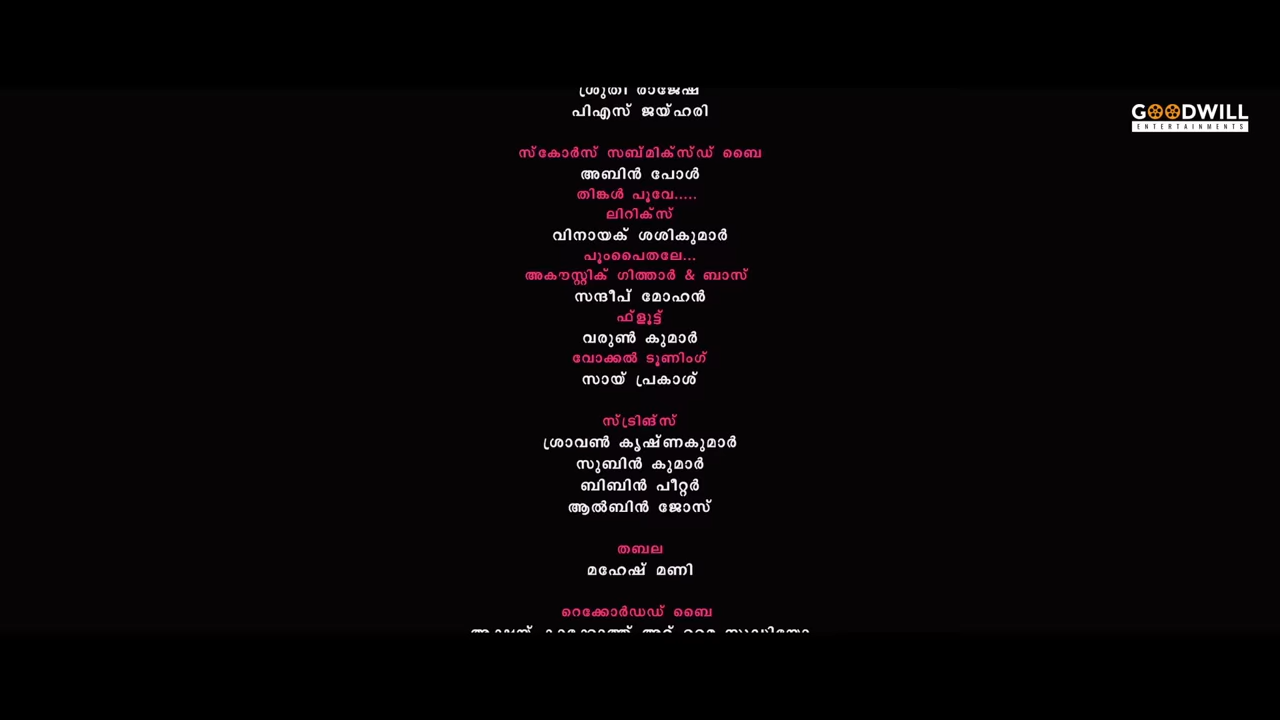 ശ്രുതി രാജേഷ്
പിഎസ് ജയ്ഹരി
GOODWILL
ENTERTAINMENTS
സ്കോർസ് സബ്മിക്സ്ഡ് ബൈ
അബിൻ പോൾ
തിങ്കൾ പൂവേ.....
ലിറിക്സ്
വിനായക് ശശികുമാർ
പൂംപൈതലേ...
അകൗസ്റ്റിക് ഗിത്താർ & ബാസ്
സന്ദീപ് മോഹൻ
ഫ്ളൂട്ട്
വരുൺ കുമാർ
വോക്കൽ ടൂണിംഗ്
സായ് പ്രകാശ്
സ്ട്രിങ്സ്
ശ്രാവൺ കൃഷ്ണകുമാർ
സുബിൻ കുമാർ
ബിബിൻ പീറ്റർ
ആൽബിൻ ജോസ്
തബല
മഹേഷ് മണി
റെക്കോർഡഡ് ബൈ